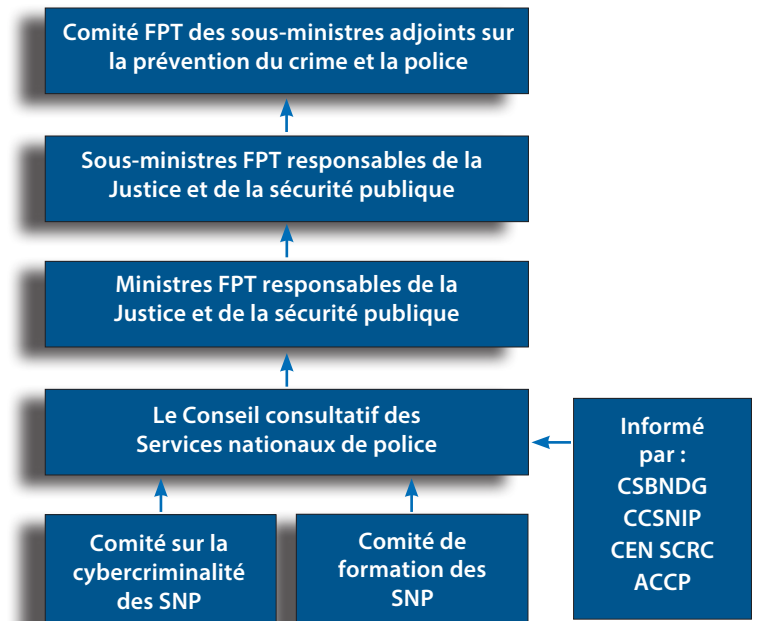 Comité FPT des sous-ministres adjoints sur
la prévention du crime et la police
Sous-ministres FPT responsables de la
Justice et de la sécurité publique
Ministres FPT responsables de la
Justice et de la sécurité publique
Le Conseil consultatif des
Services nationaux de police
Informé
par :
CSBNDG
CCSNIP
CEN SCRC
ACCP
Comité sur la
cybercriminalité
des SNP
Comité de
formation des
SNP